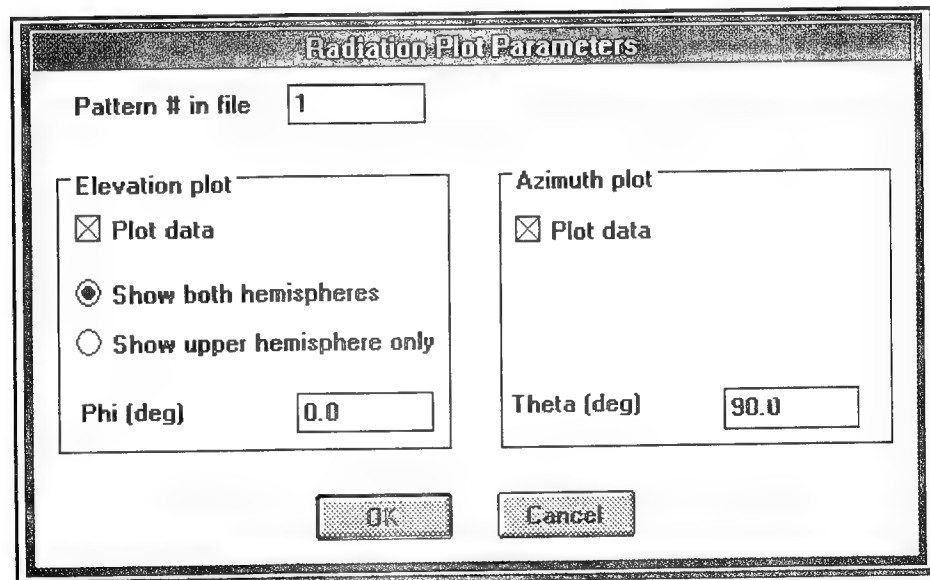 Radiation Plot Parameters
Pattern # in file 1
Elevation plot
Plot data
Show both hemispheres
Show upper hemisphere only
Phi (deg) 0.0
Azimuth plot
Plot data
Theta (deg) 90.0
OK Cancel